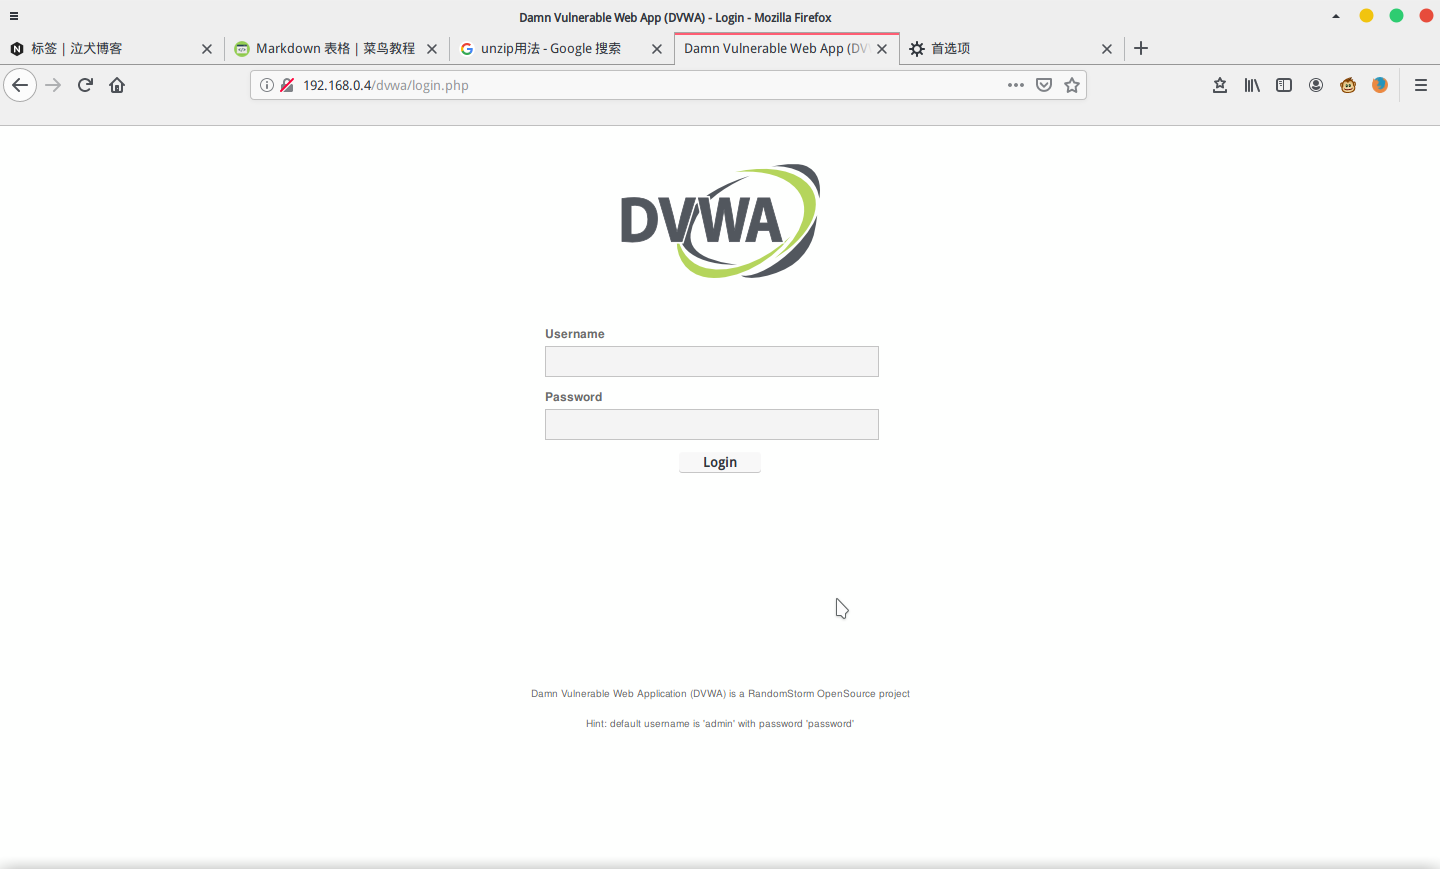 Damn Vulnerable Web App (DVWA) - Login - Mozilla Firefox
标签 | 泣犬博客
Markdown 表格 | 菜鸟教程
unzip用法 - Google 搜索
Damn Vulnerable Web App (DV
首选项
192.168.0.4/dvwa/login.php
DVWA
Username
Password
Login
Damn Vulnerable Web Application (DVWA) is a RandomStorm OpenSource project
Hint: default username is 'admin' with password 'password'